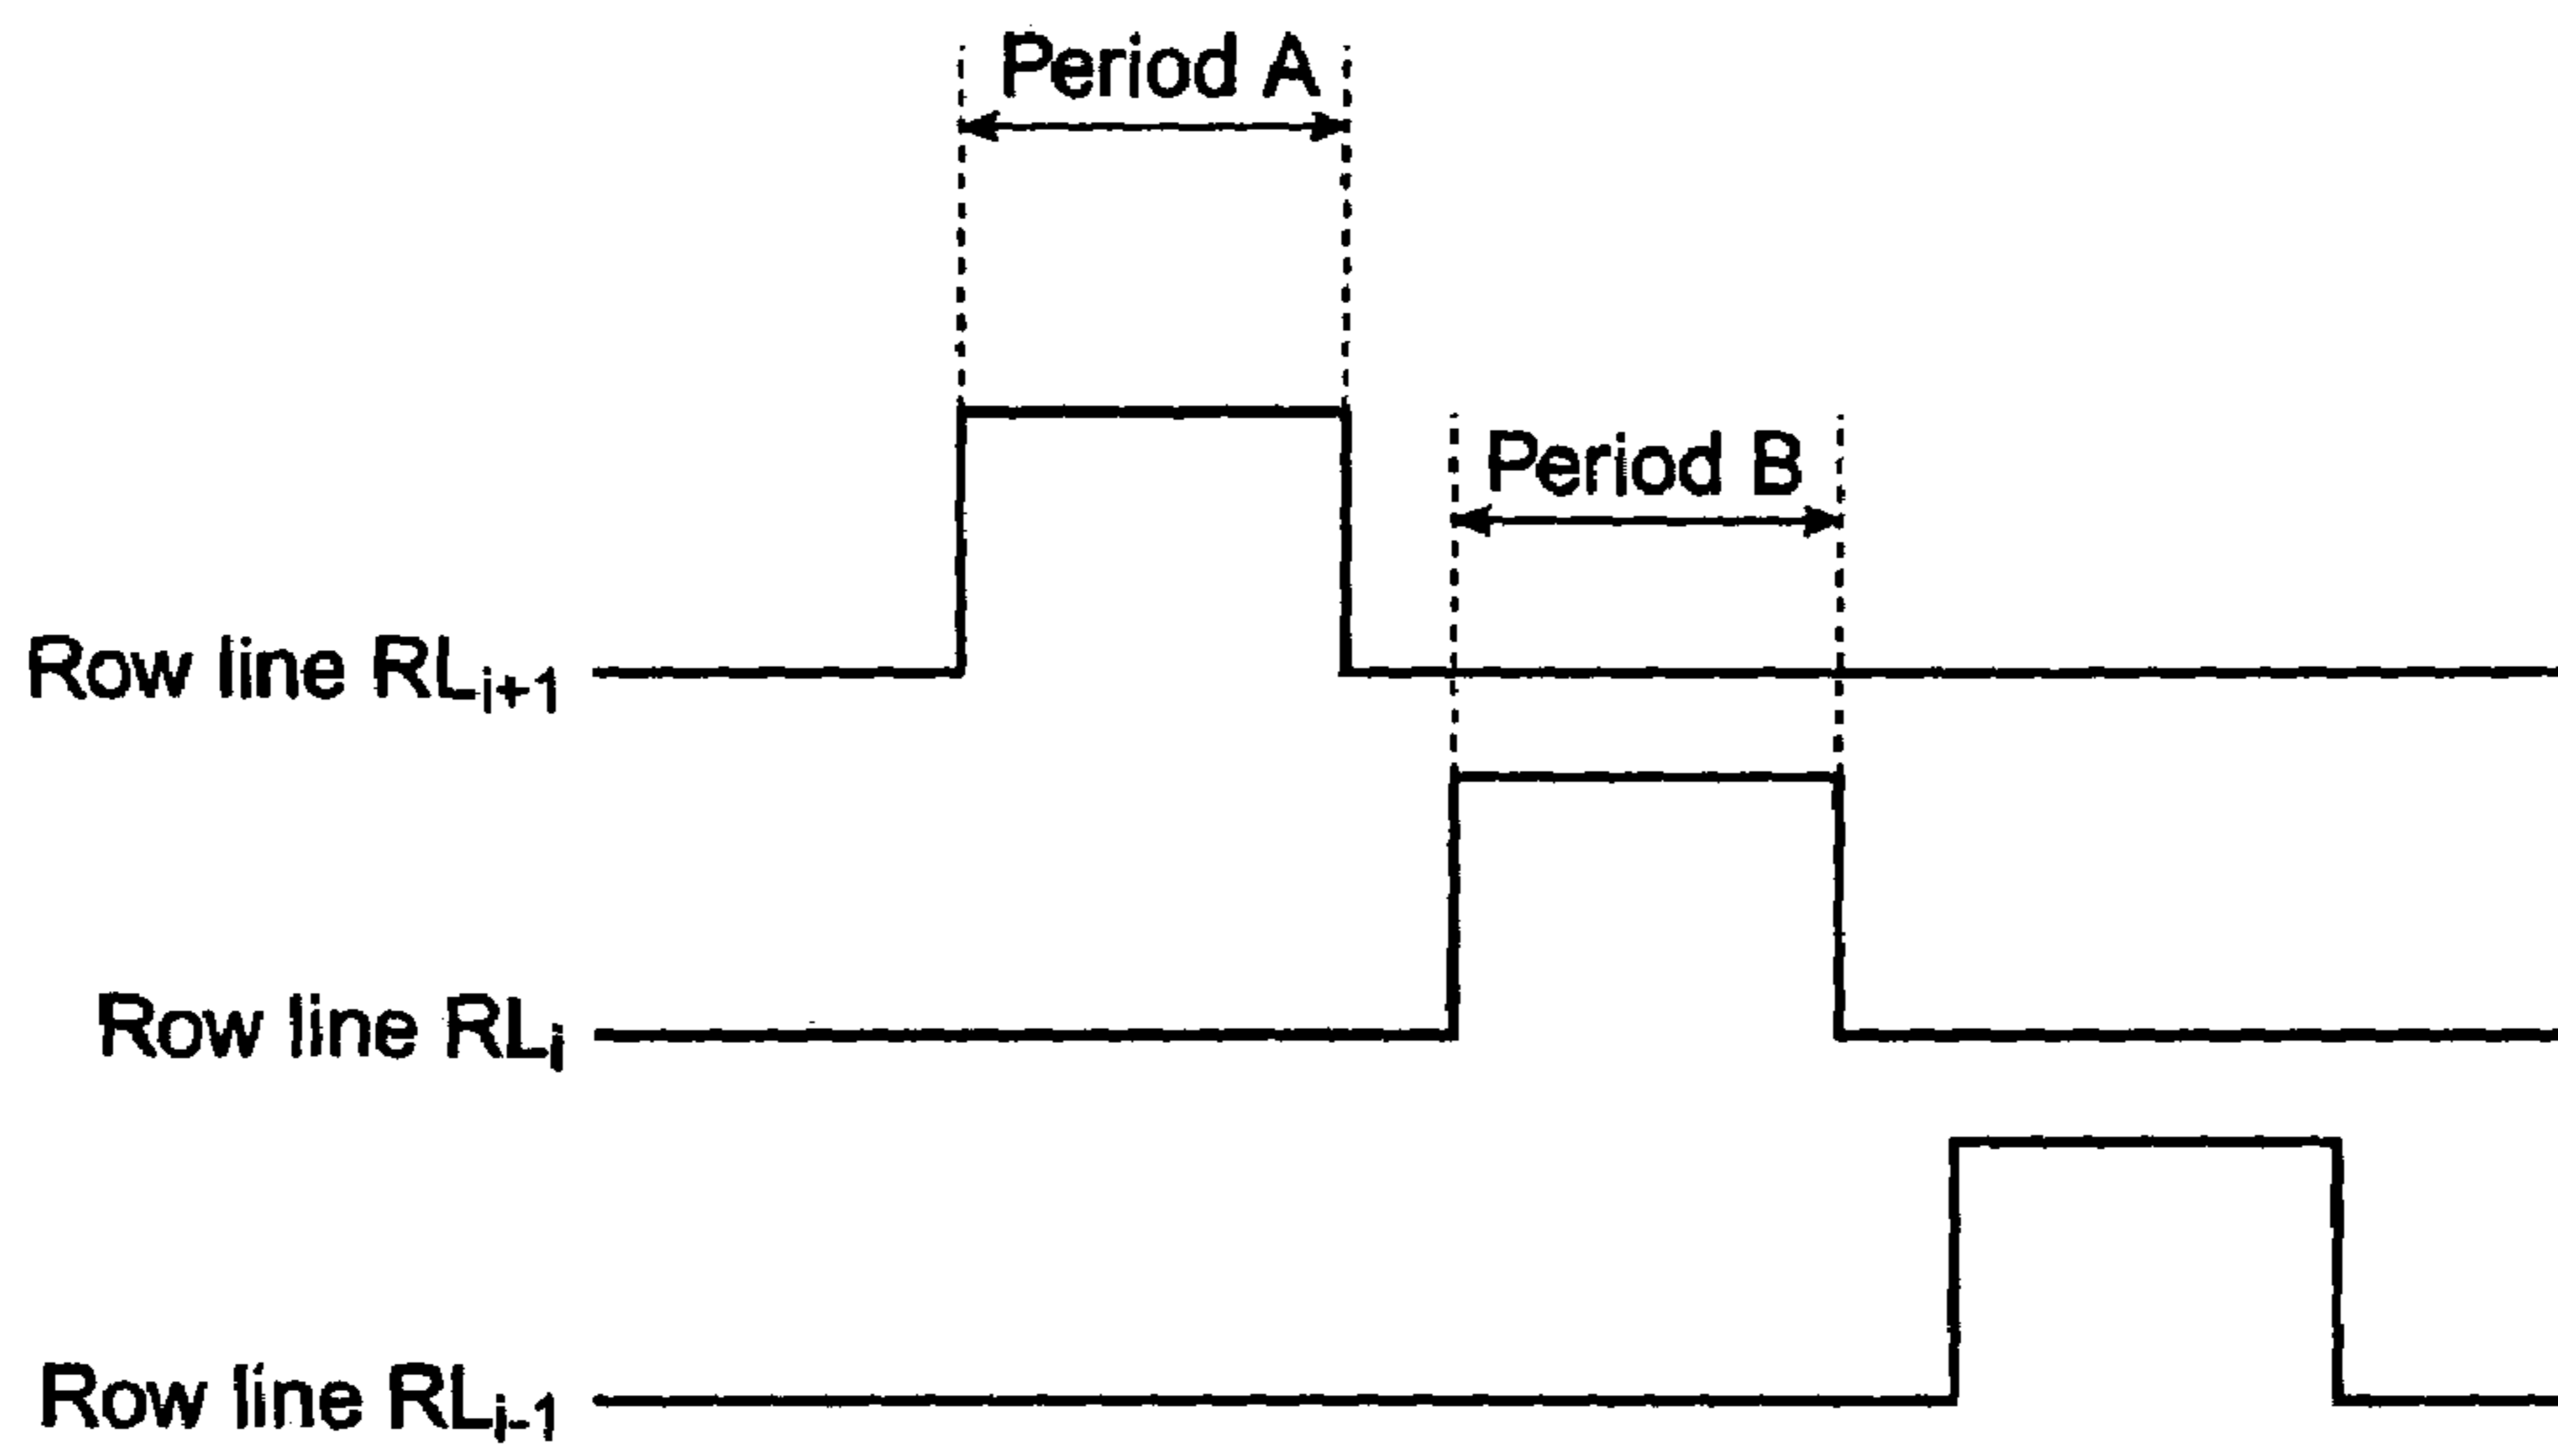 Period A
Period B
Row line RLi+1
Row line RLi
Row line RLi-1